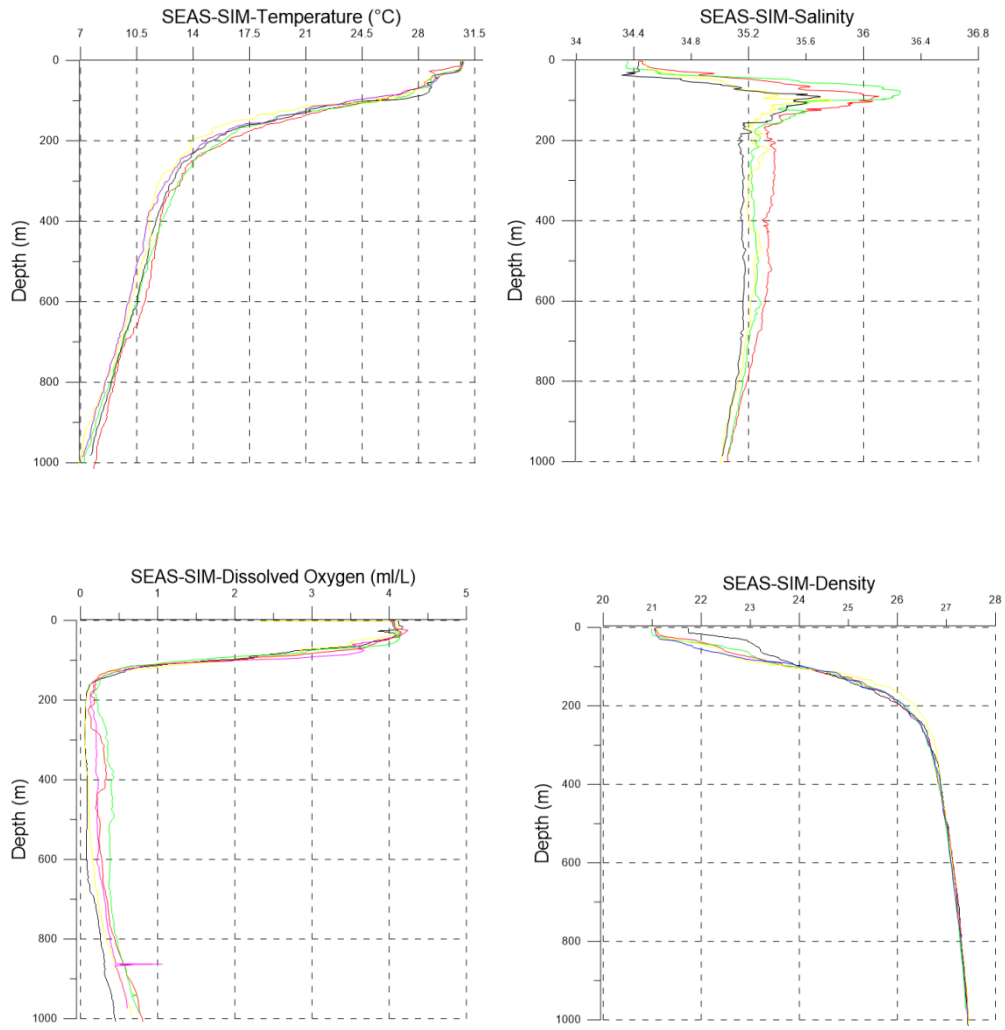 SEAS-SIM-Temperature (°C)
7 10.5 14 17.5 21 24.5 28 31.5
0
200
400
600
800
1000
Depth (m)
SEAS-SIM-Salinity
34 34.4 34.8 35.2 35.6 36 36.4 36.8
0
200
400
600
800
1000
Depth (m)
SEAS-SIM-Dissolved Oxygen (ml/L)
0 1 2 3 4 5
0
200
400
600
800
1000
Depth (m)
SEAS-SIM-Density
20 21 22 23 24 25 26 27 28
0
200
400
600
800
1000
Depth (m)